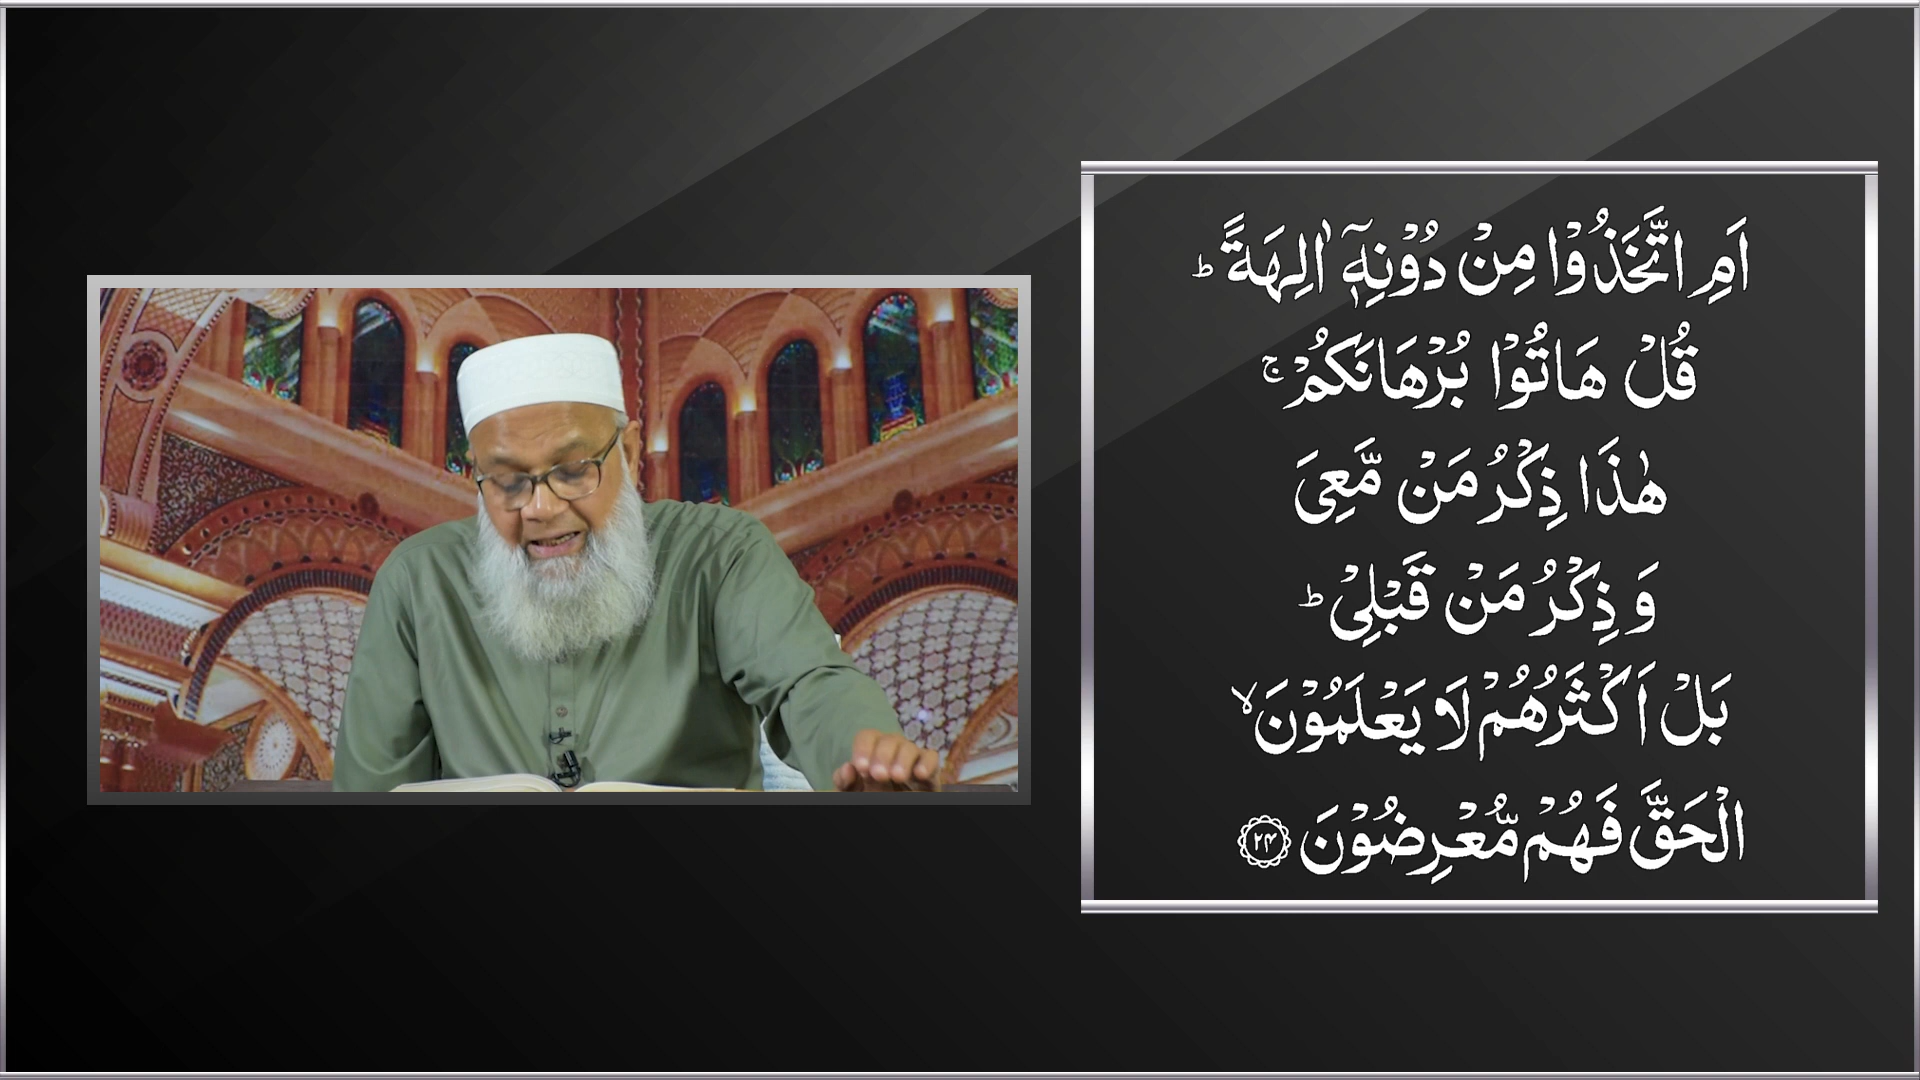 اَمِ اتَّخَذُوْا مِنْ دُوْنِهٖۤ اٰلِهَةً ؕ
قُلْ هَاتُوْا بُرْهَانَكُمْ ۚ
هٰذَا ذِكْرُ مَنْ مَّعِیَ
وَ ذِكْرُ مَنْ قَبْلِیْ ؕ
بَلْ اَكْثَرُهُمْ لَا یَعْلَمُوْنَ ۙ
الْحَقَّ فَهُمْ مُّعْرِضُوْنَ ۟۲۴